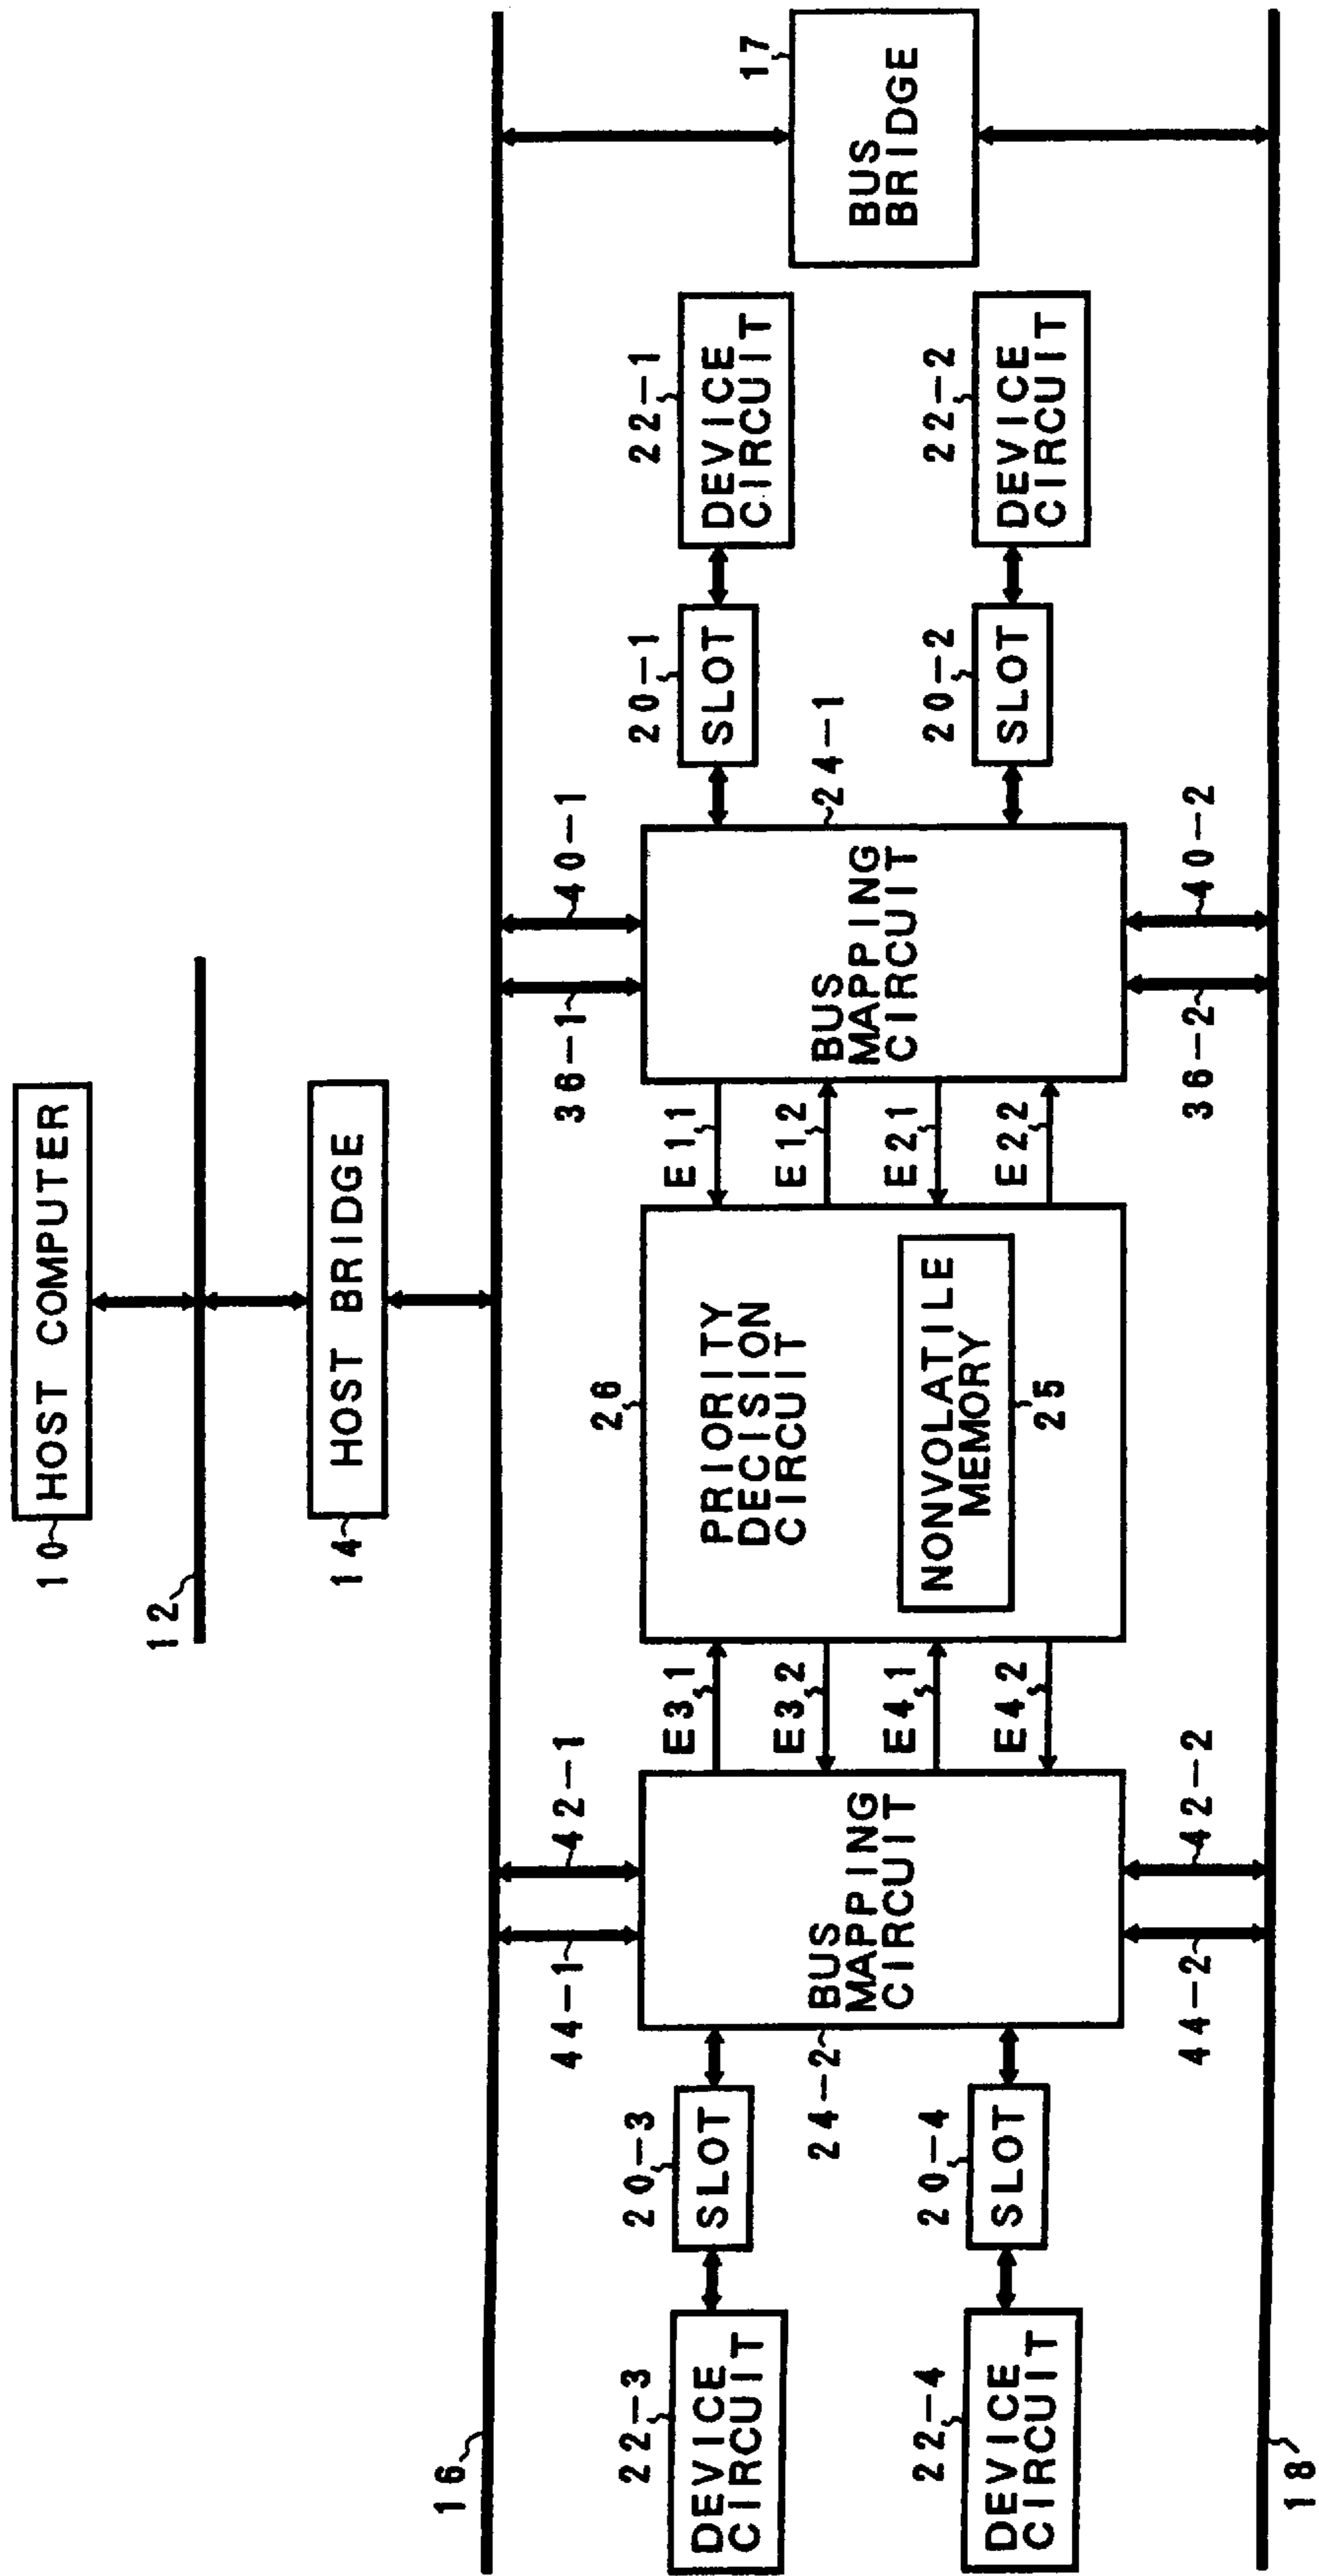 10
HOST COMPUTER
12
14
HOST BRIDGE
16
44-1
42-1
36-1
40-1
22-3
DEVICE
CIRCUIT
20-3
SLOT
24-2
BUS
MAPPING
CIRCUIT
E31
E32
E41
E42
26
PRIORITY
DECISION
CIRCUIT
NONVOLATILE
MEMORY
25
E11
E12
E21
E22
BUS
MAPPING
CIRCUIT
24-1
20-1
SLOT
22-1
DEVICE
CIRCUIT
17
BUS
BRIDGE
22-4
DEVICE
CIRCUIT
20-4
SLOT
20-2
SLOT
22-2
DEVICE
CIRCUIT
44-2
42-2
36-2
40-2
18